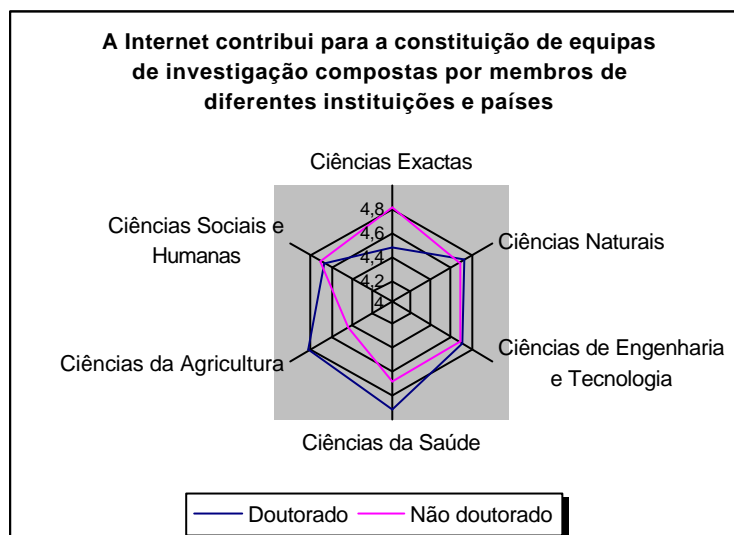 A Internet contribui para a constituição de equipas
de investigação compostas por membros de
diferentes instituições e países
Ciências Exactas
4,8
4,6
4,4
4,2
4
Ciências Sociais e
Humanas
Ciências Naturais
Ciências da Agricultura
Ciências de Engenharia
e Tecnologia
Ciências da Saúde
Doutorado
Não doutorado